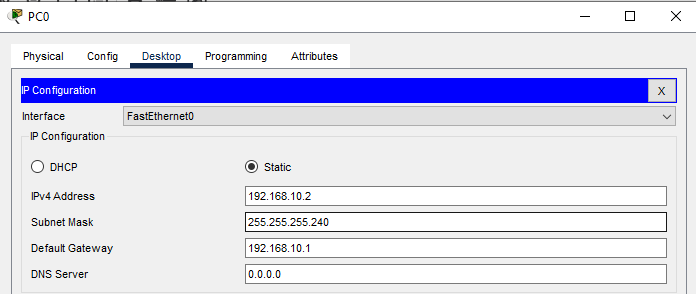 PC0
Physical Config Desktop Programming Attributes
IP Configuration X
Interface FastEthernet0
IP Configuration
DHCP Static
IPv4 Address 192.168.10.2
Subnet Mask 255.255.255.240
Default Gateway 192.168.10.1
DNS Server 0.0.0.0